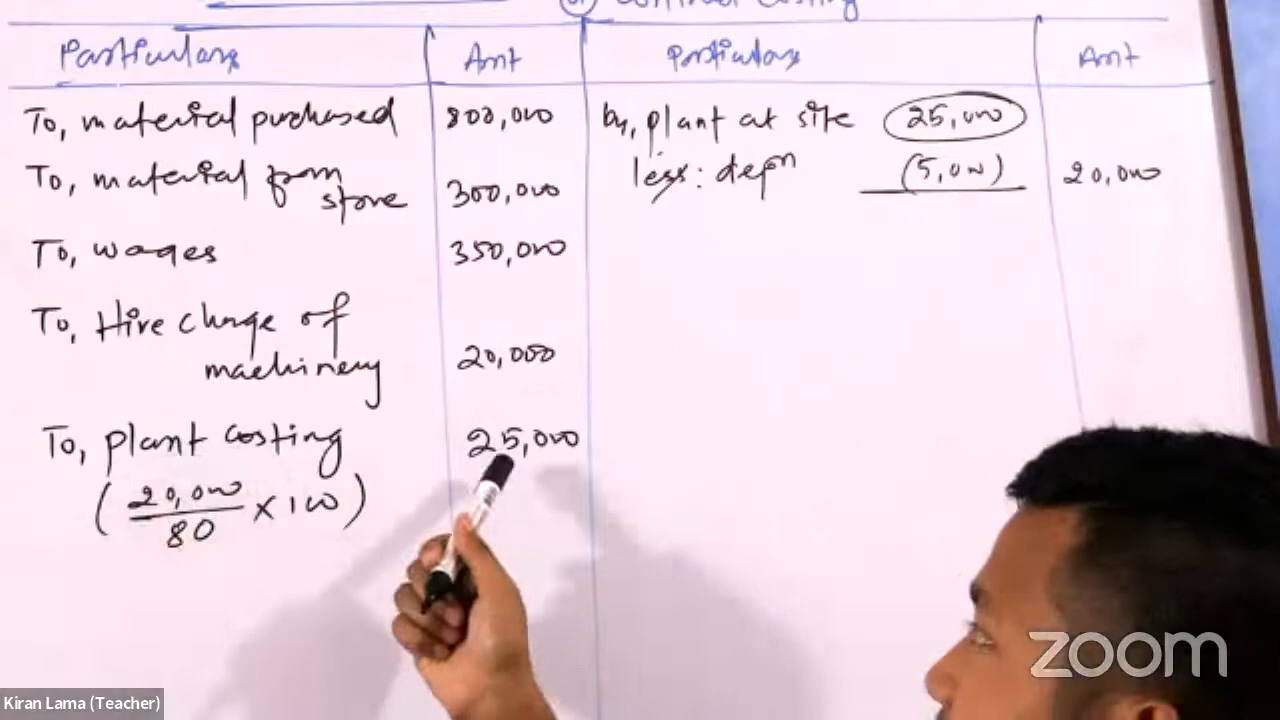 Contract Costing
Particulars Amt Particulars Amt
To, material purchased 800,000 by, plant at site 25,000
To, material from store 300,000 less: depn (5,000) 20,000
To, wages 350,000
To, Hire charge of machinery 20,000
To, plant costing 25,000
(20,000/80 × 100)
zoom
Kiran Lama (Teacher)